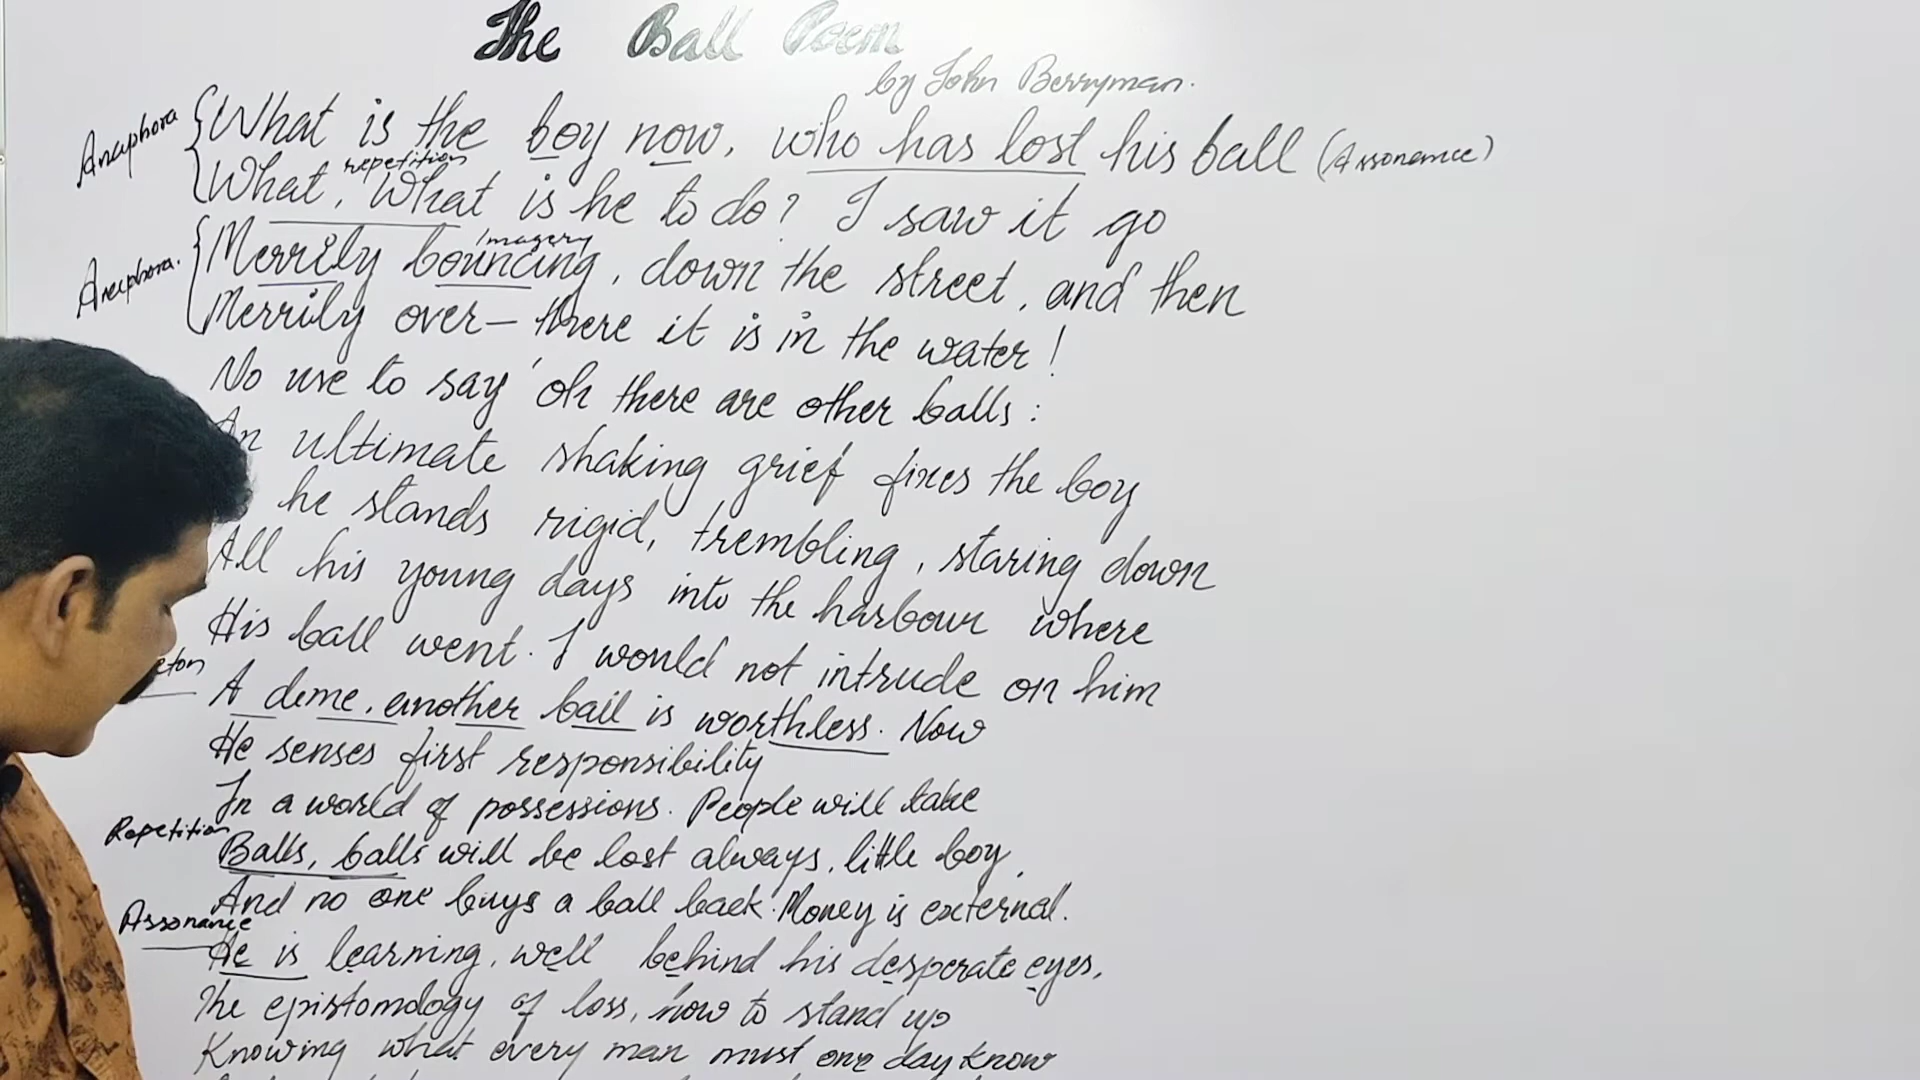 The Ball Poem
by John Berryman.
Anaphora { What is the boy now, who has lost his ball (Assonance)
repetition
What, What is he to do? I saw it go
imagery
Anaphora. { Merrily bouncing, down the street, and then
Merrily over - there it is in the water!
No use to say 'oh there are other balls:
An ultimate shaking grief fixes the boy
he stands rigid, trembling, staring down
All his young days into the harbour where
His ball went. I would not intrude on him
A dime, another ball is worthless. Now
He senses first responsibility
In a world of possessions. People will take
Repetition
Balls, balls will be lost always, little boy,
And no one buys a ball back. Money is external.
Assonance
He is learning, well behind his desperate eyes,
The epistomology of loss, how to stand up
Knowing what every man must one day know